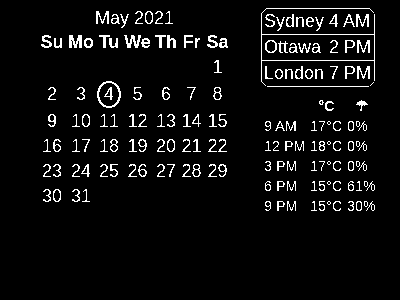 May 2021
Su Mo Tu We Th Fr Sa
1
2 3 4 5 6 7 8
9 10 11 12 13 14 15
16 17 18 19 20 21 22
23 24 25 26 27 28 29
30 31
Sydney 4 AM
Ottawa 2 PM
London 7 PM
°C ☂
9 AM 17°C 0%
12 PM 18°C 0%
3 PM 17°C 0%
6 PM 15°C 61%
9 PM 15°C 30%